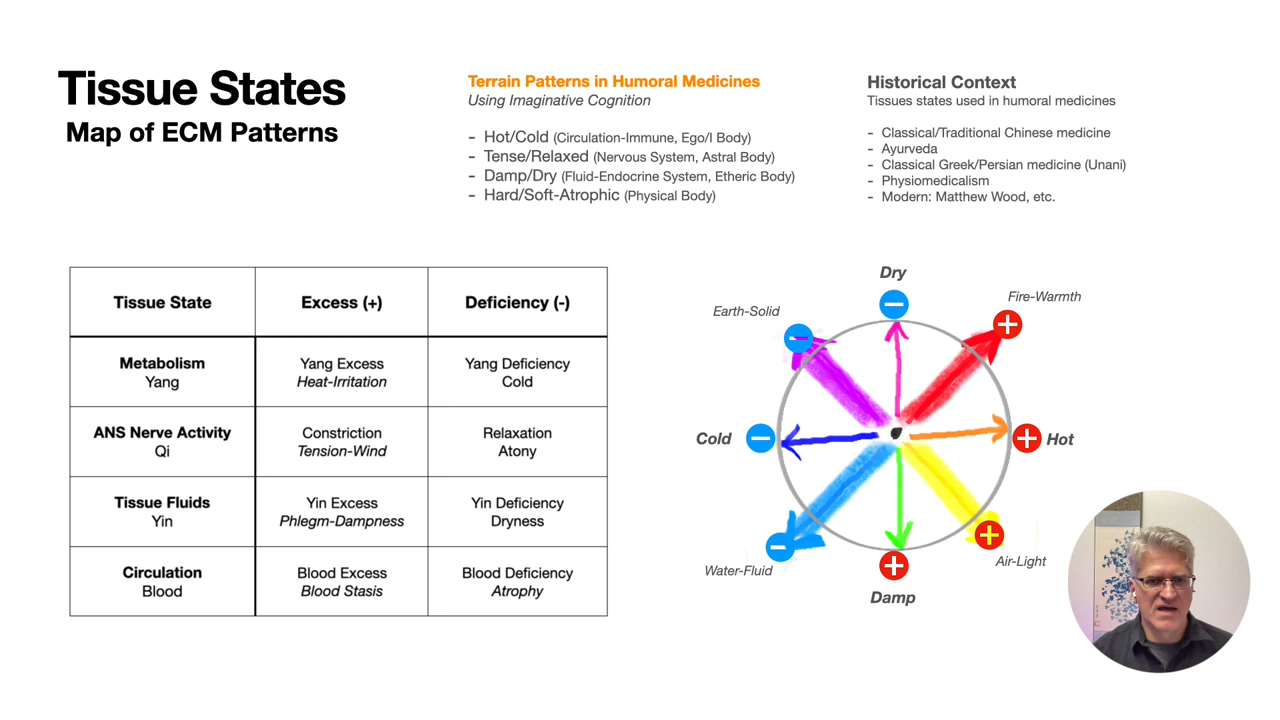 Tissue States
Map of ECM Patterns
Terrain Patterns in Humoral Medicines
Using Imaginative Cognition
- Hot/Cold (Circulation-Immune, Ego/I Body)
- Tense/Relaxed (Nervous System, Astral Body)
- Damp/Dry (Fluid-Endocrine System, Etheric Body)
- Hard/Soft-Atrophic (Physical Body)
Historical Context
Tissues states used in humoral medicines
- Classical/Traditional Chinese medicine
- Ayurveda
- Classical Greek/Persian medicine (Unani)
- Physiomedicalism
- Modern: Matthew Wood, etc.
Tissue State Excess (+) Deficiency (-)
Metabolism Yang Excess Yang Deficiency
Yang Heat-Irritation Cold
ANS Nerve Activity Constriction Relaxation
Qi Tension-Wind Atony
Tissue Fluids Yin Excess Yin Deficiency
Yin Phlegm-Dampness Dryness
Circulation Blood Excess Blood Deficiency
Blood Blood Stasis Atrophy
Dry
Fire-Warmth
Earth-Solid
Cold
Hot
Water-Fluid
Air-Light
Damp